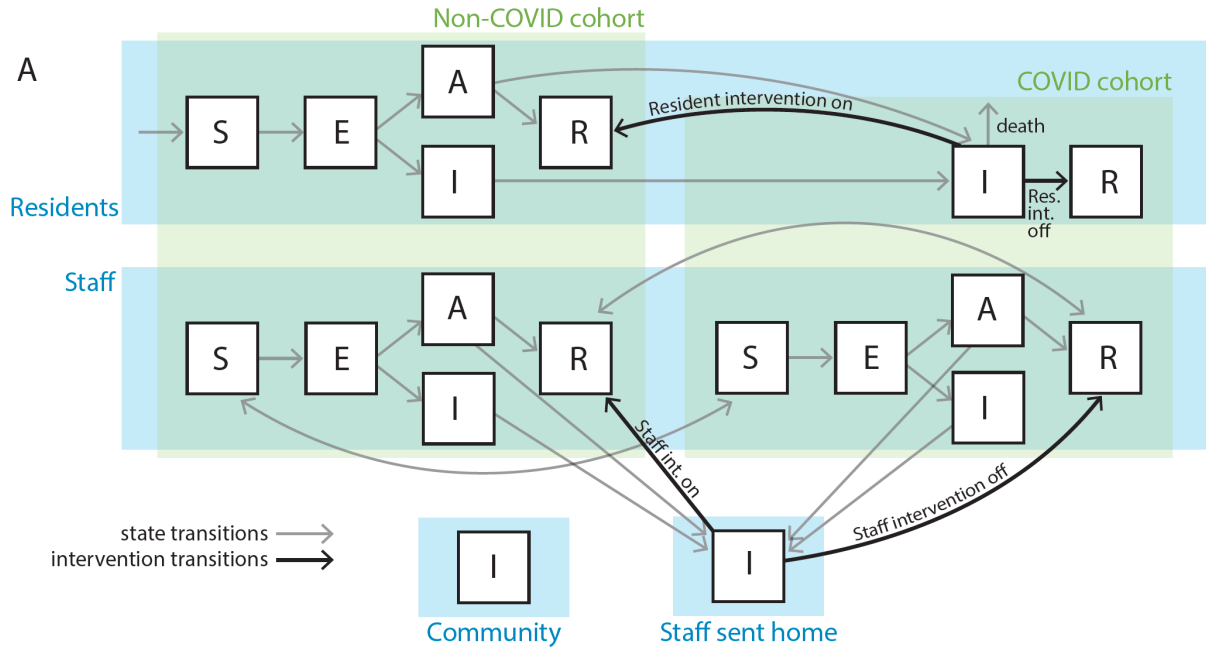 A
Non-COVID cohort
COVID cohort
S
E
A
I
R
Resident intervention on
death
I
Res.
int.
off
R
Residents
Staff
S
E
A
I
R
S
E
A
I
R
Staff int. on
Staff intervention off
state transitions
intervention transitions
I
Community
I
Staff sent home